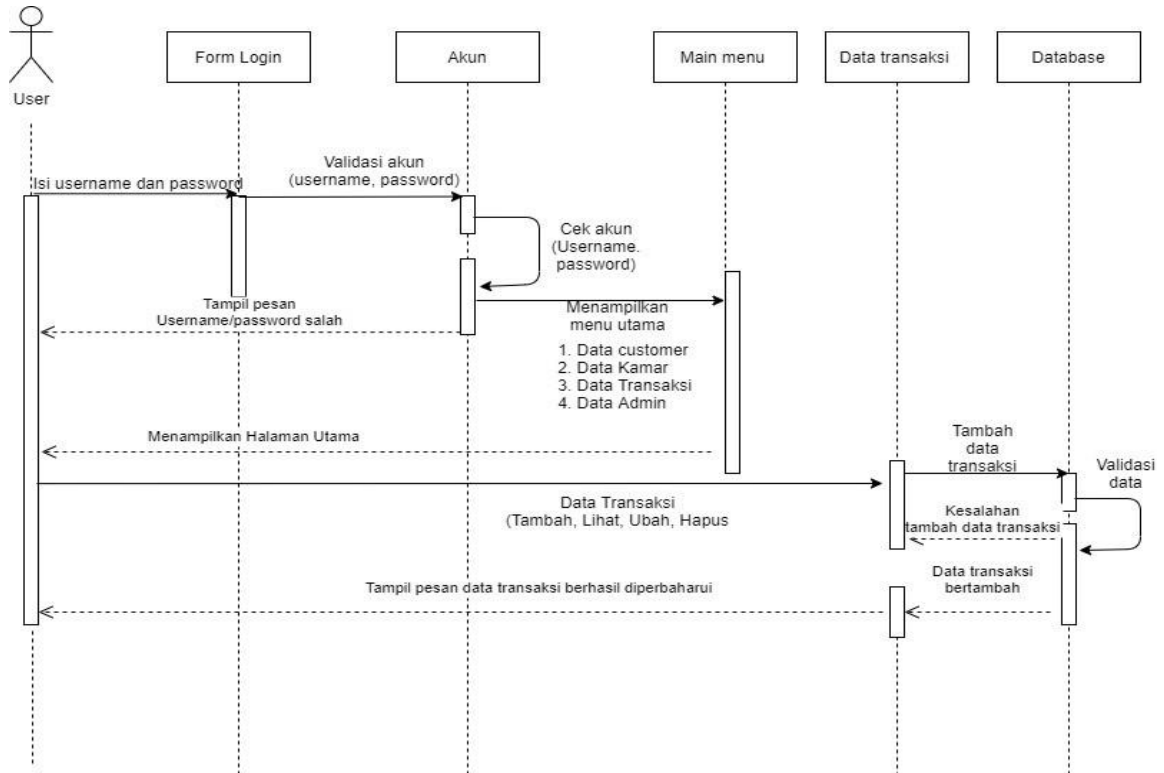 Form Login
Akun
Main menu
Data transaksi
Database
User
Isi username dan password
Validasi akun
(username, password)
Cek akun
(Username.
password)
Tampil pesan
Username/password salah
Menampilkan
menu utama
1. Data customer
2. Data Kamar
3. Data Transaksi
4. Data Admin
Menampilkan Halaman Utama
Tambah
data
transaksi
Validasi
data
Data Transaksi
(Tambah, Lihat, Ubah, Hapus
Kesalahan
tambah data transaksi
Data transaksi
bertambah
Tampil pesan data transaksi berhasil diperbaharui